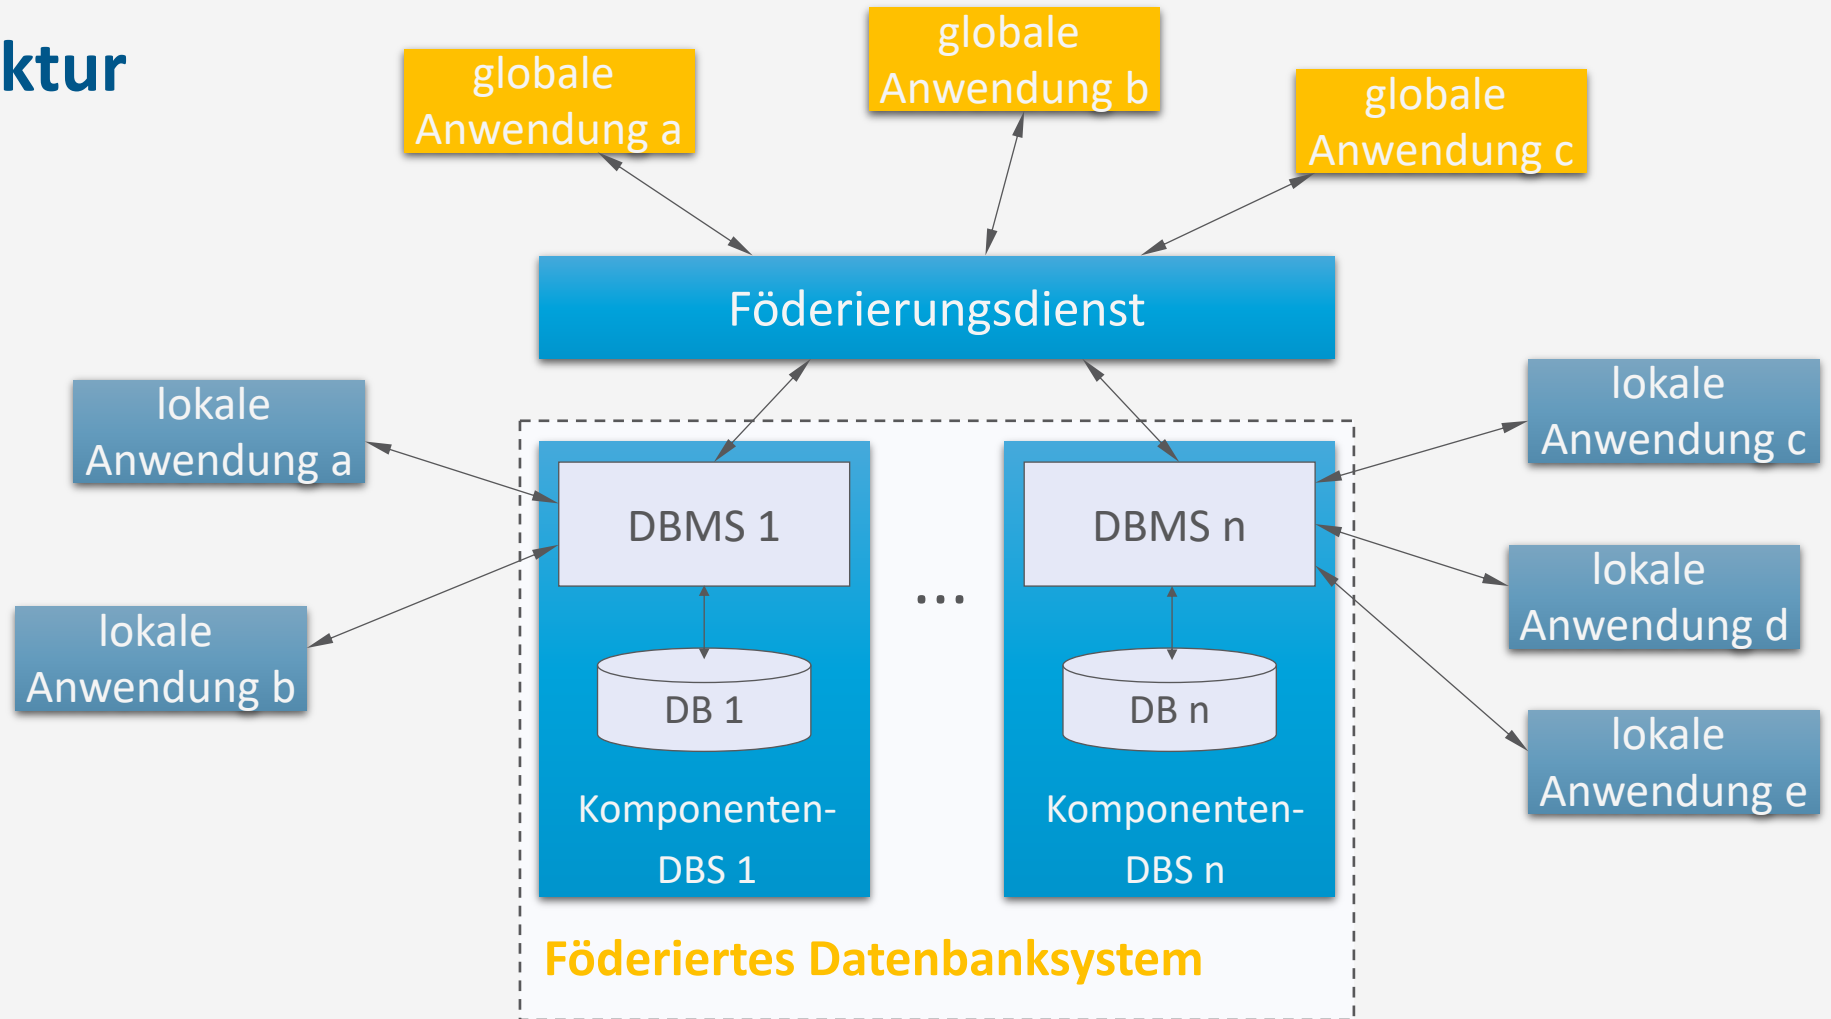 ktur
globale
Anwendung a
globale
Anwendung b
globale
Anwendung c
Föderierungsdienst
lokale
Anwendung a
lokale
Anwendung b
lokale
Anwendung c
lokale
Anwendung d
lokale
Anwendung e
DBMS 1
DB 1
Komponenten-
DBS 1
...
DBMS n
DB n
Komponenten-
DBS n
Föderiertes Datenbanksystem